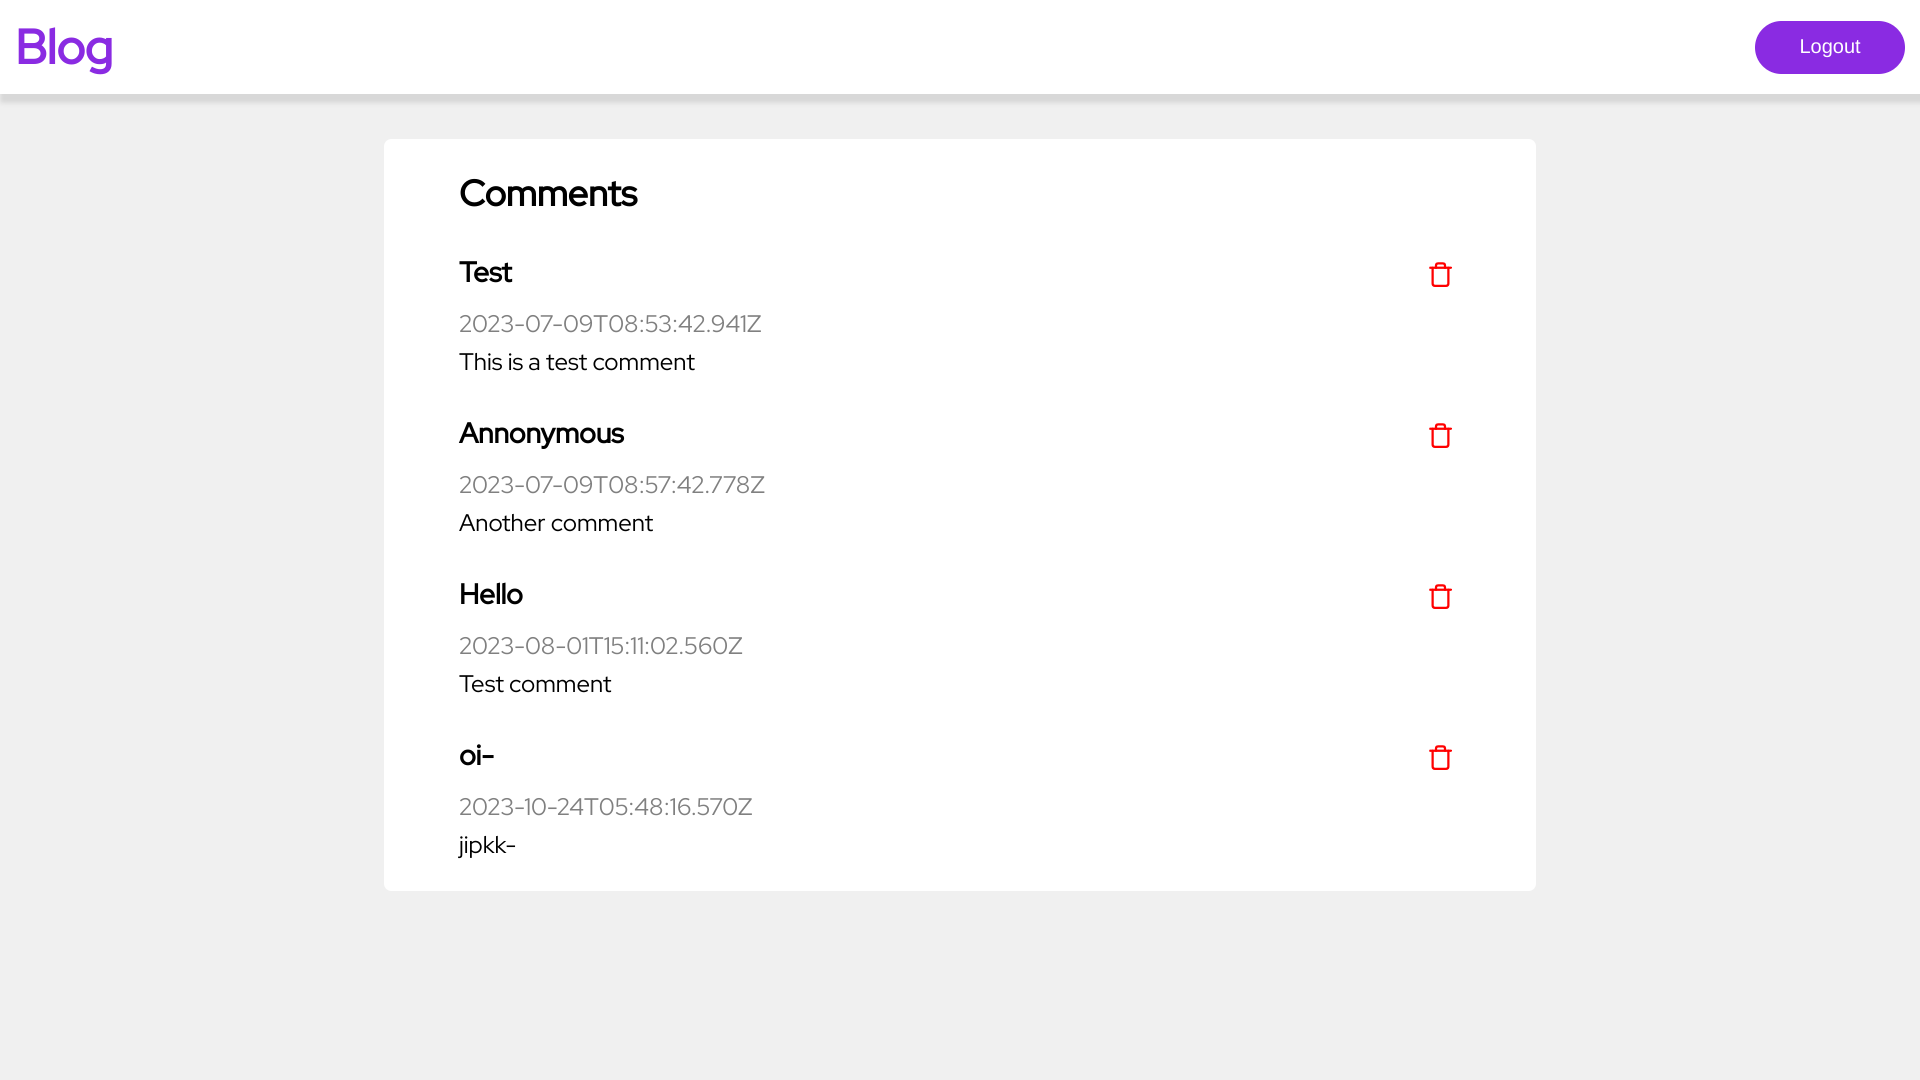 Blog
Logout
Comments
Test
2023-07-09T08:53:42.941Z
This is a test comment
Annonymous
2023-07-09T08:57:42.778Z
Another comment
Hello
2023-08-01T15:11:02.560Z
Test comment
oi-
2023-10-24T05:48:16.570Z
jipkk-